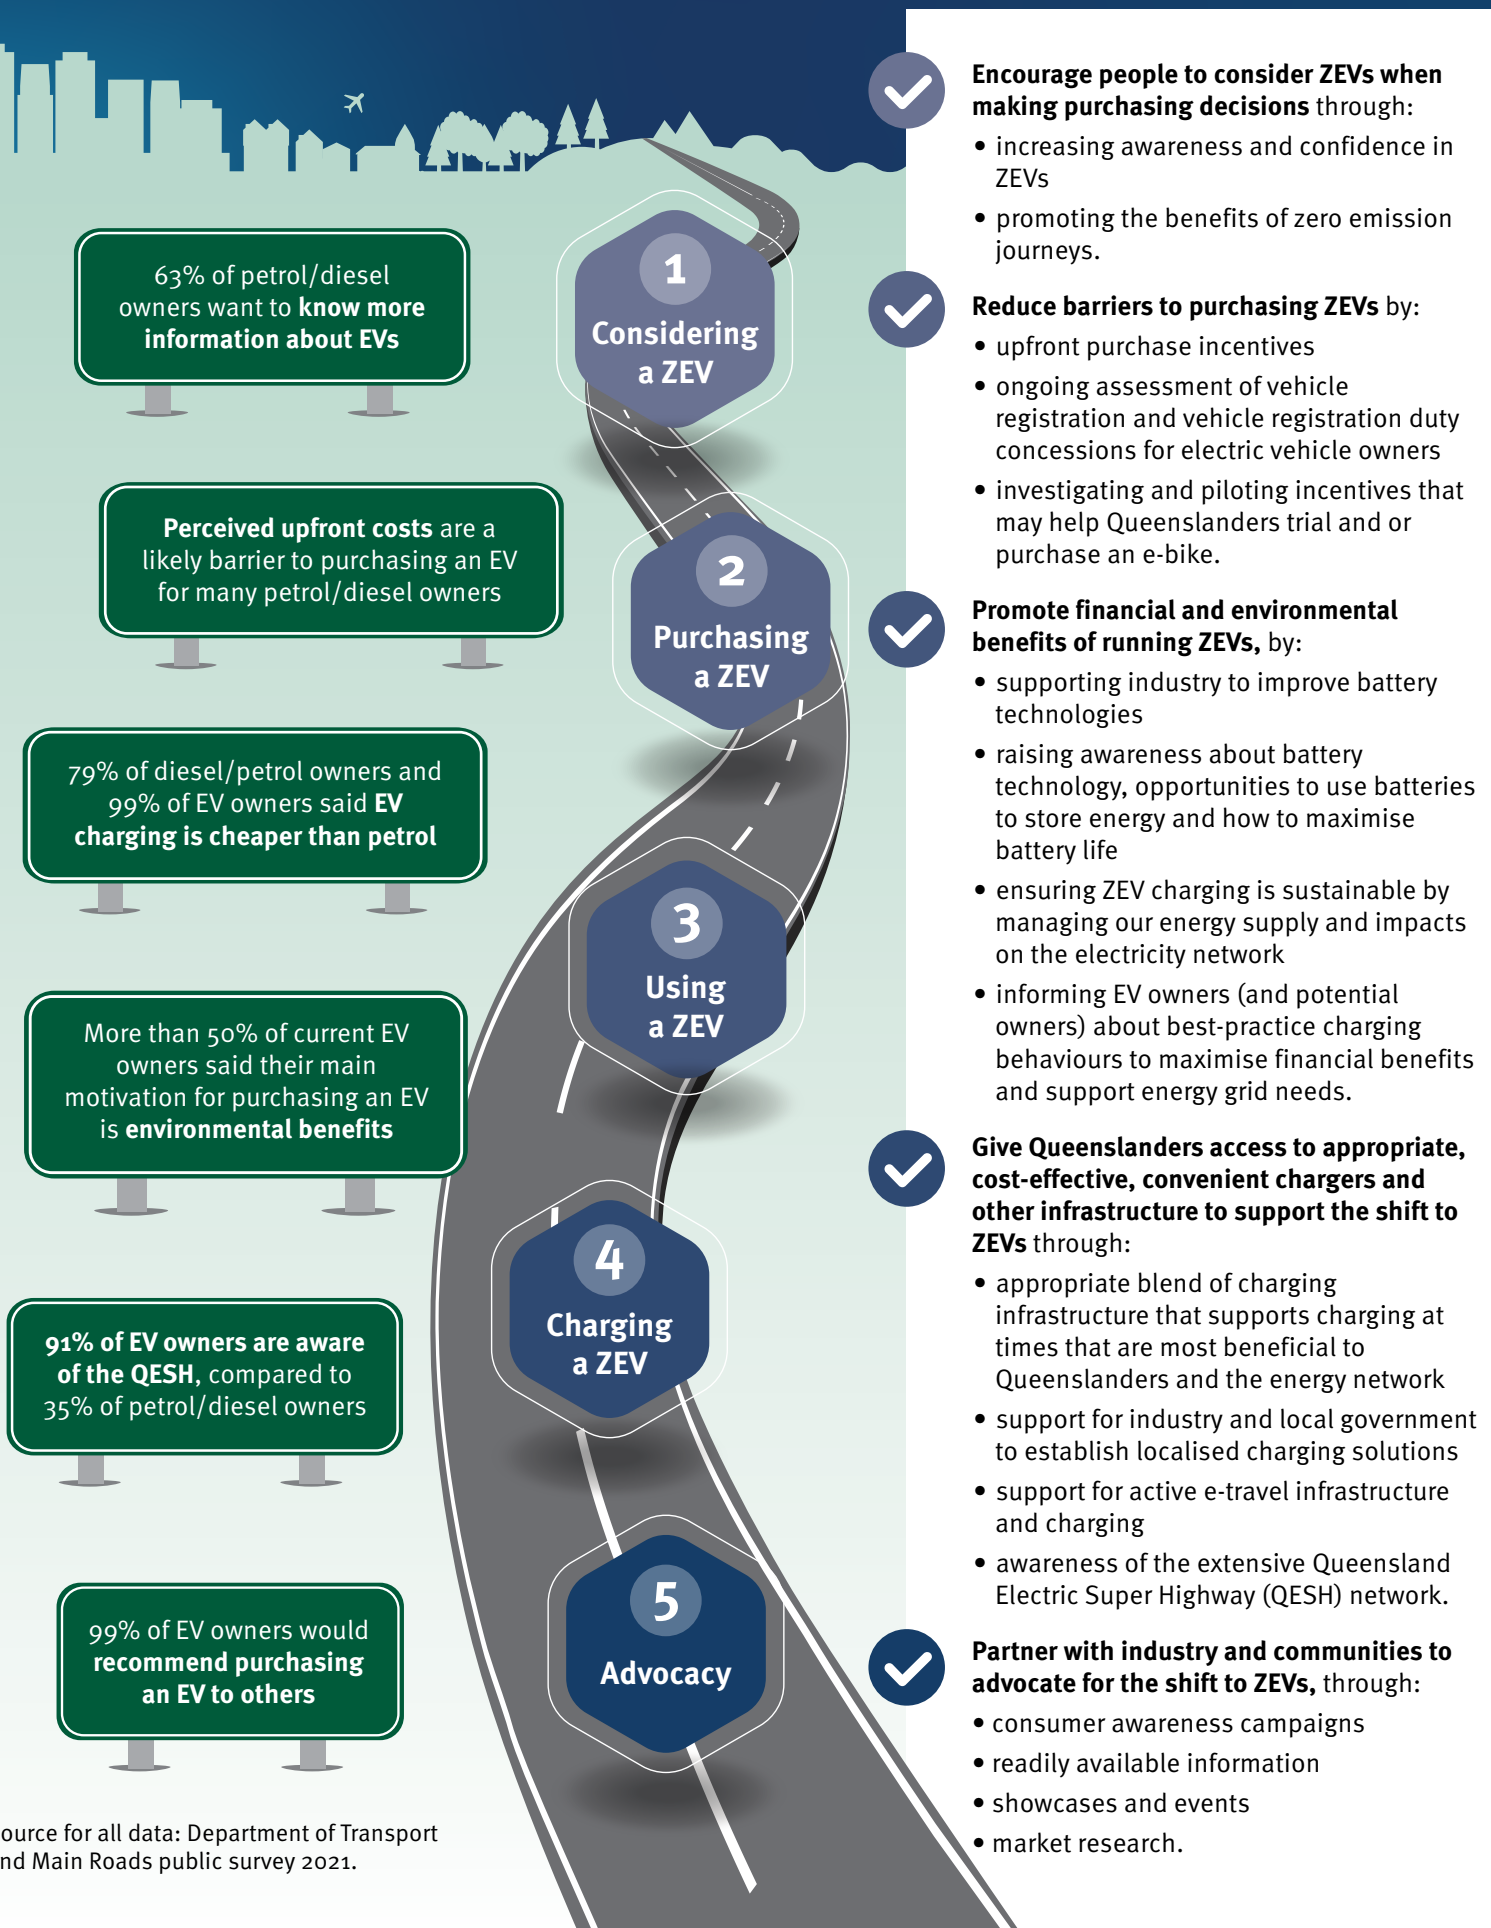 63% of petrol/diesel
owners want to know more
information about EVs
Perceived upfront costs are a
likely barrier to purchasing an EV
for many petrol/diesel owners
79% of diesel/petrol owners and
99% of EV owners said EV
charging is cheaper than petrol
More than 50% of current EV
owners said their main
motivation for purchasing an EV
is environmental benefits
91% of EV owners are aware
of the QESH, compared to
35% of petrol/diesel owners
99% of EV owners would
recommend purchasing
an EV to others
ource for all data: Department of Transport
nd Main Roads public survey 2021.
1
Considering
a ZEV
2
Purchasing
a ZEV
3
Using
a ZEV
4
Charging
a ZEV
5
Advocacy
Encourage people to consider ZEVs when
making purchasing decisions through:
• increasing awareness and confidence in
ZEVs
• promoting the benefits of zero emission
journeys.
Reduce barriers to purchasing ZEVs by:
• upfront purchase incentives
• ongoing assessment of vehicle
registration and vehicle registration duty
concessions for electric vehicle owners
• investigating and piloting incentives that
may help Queenslanders trial and or
purchase an e-bike.
Promote financial and environmental
benefits of running ZEVs, by:
• supporting industry to improve battery
technologies
• raising awareness about battery
technology, opportunities to use batteries
to store energy and how to maximise
battery life
• ensuring ZEV charging is sustainable by
managing our energy supply and impacts
on the electricity network
• informing EV owners (and potential
owners) about best-practice charging
behaviours to maximise financial benefits
and support energy grid needs.
Give Queenslanders access to appropriate,
cost-effective, convenient chargers and
other infrastructure to support the shift to
ZEVs through:
• appropriate blend of charging
infrastructure that supports charging at
times that are most beneficial to
Queenslanders and the energy network
• support for industry and local government
to establish localised charging solutions
• support for active e-travel infrastructure
and charging
• awareness of the extensive Queensland
Electric Super Highway (QESH) network.
Partner with industry and communities to
advocate for the shift to ZEVs, through:
• consumer awareness campaigns
• readily available information
• showcases and events
• market research.